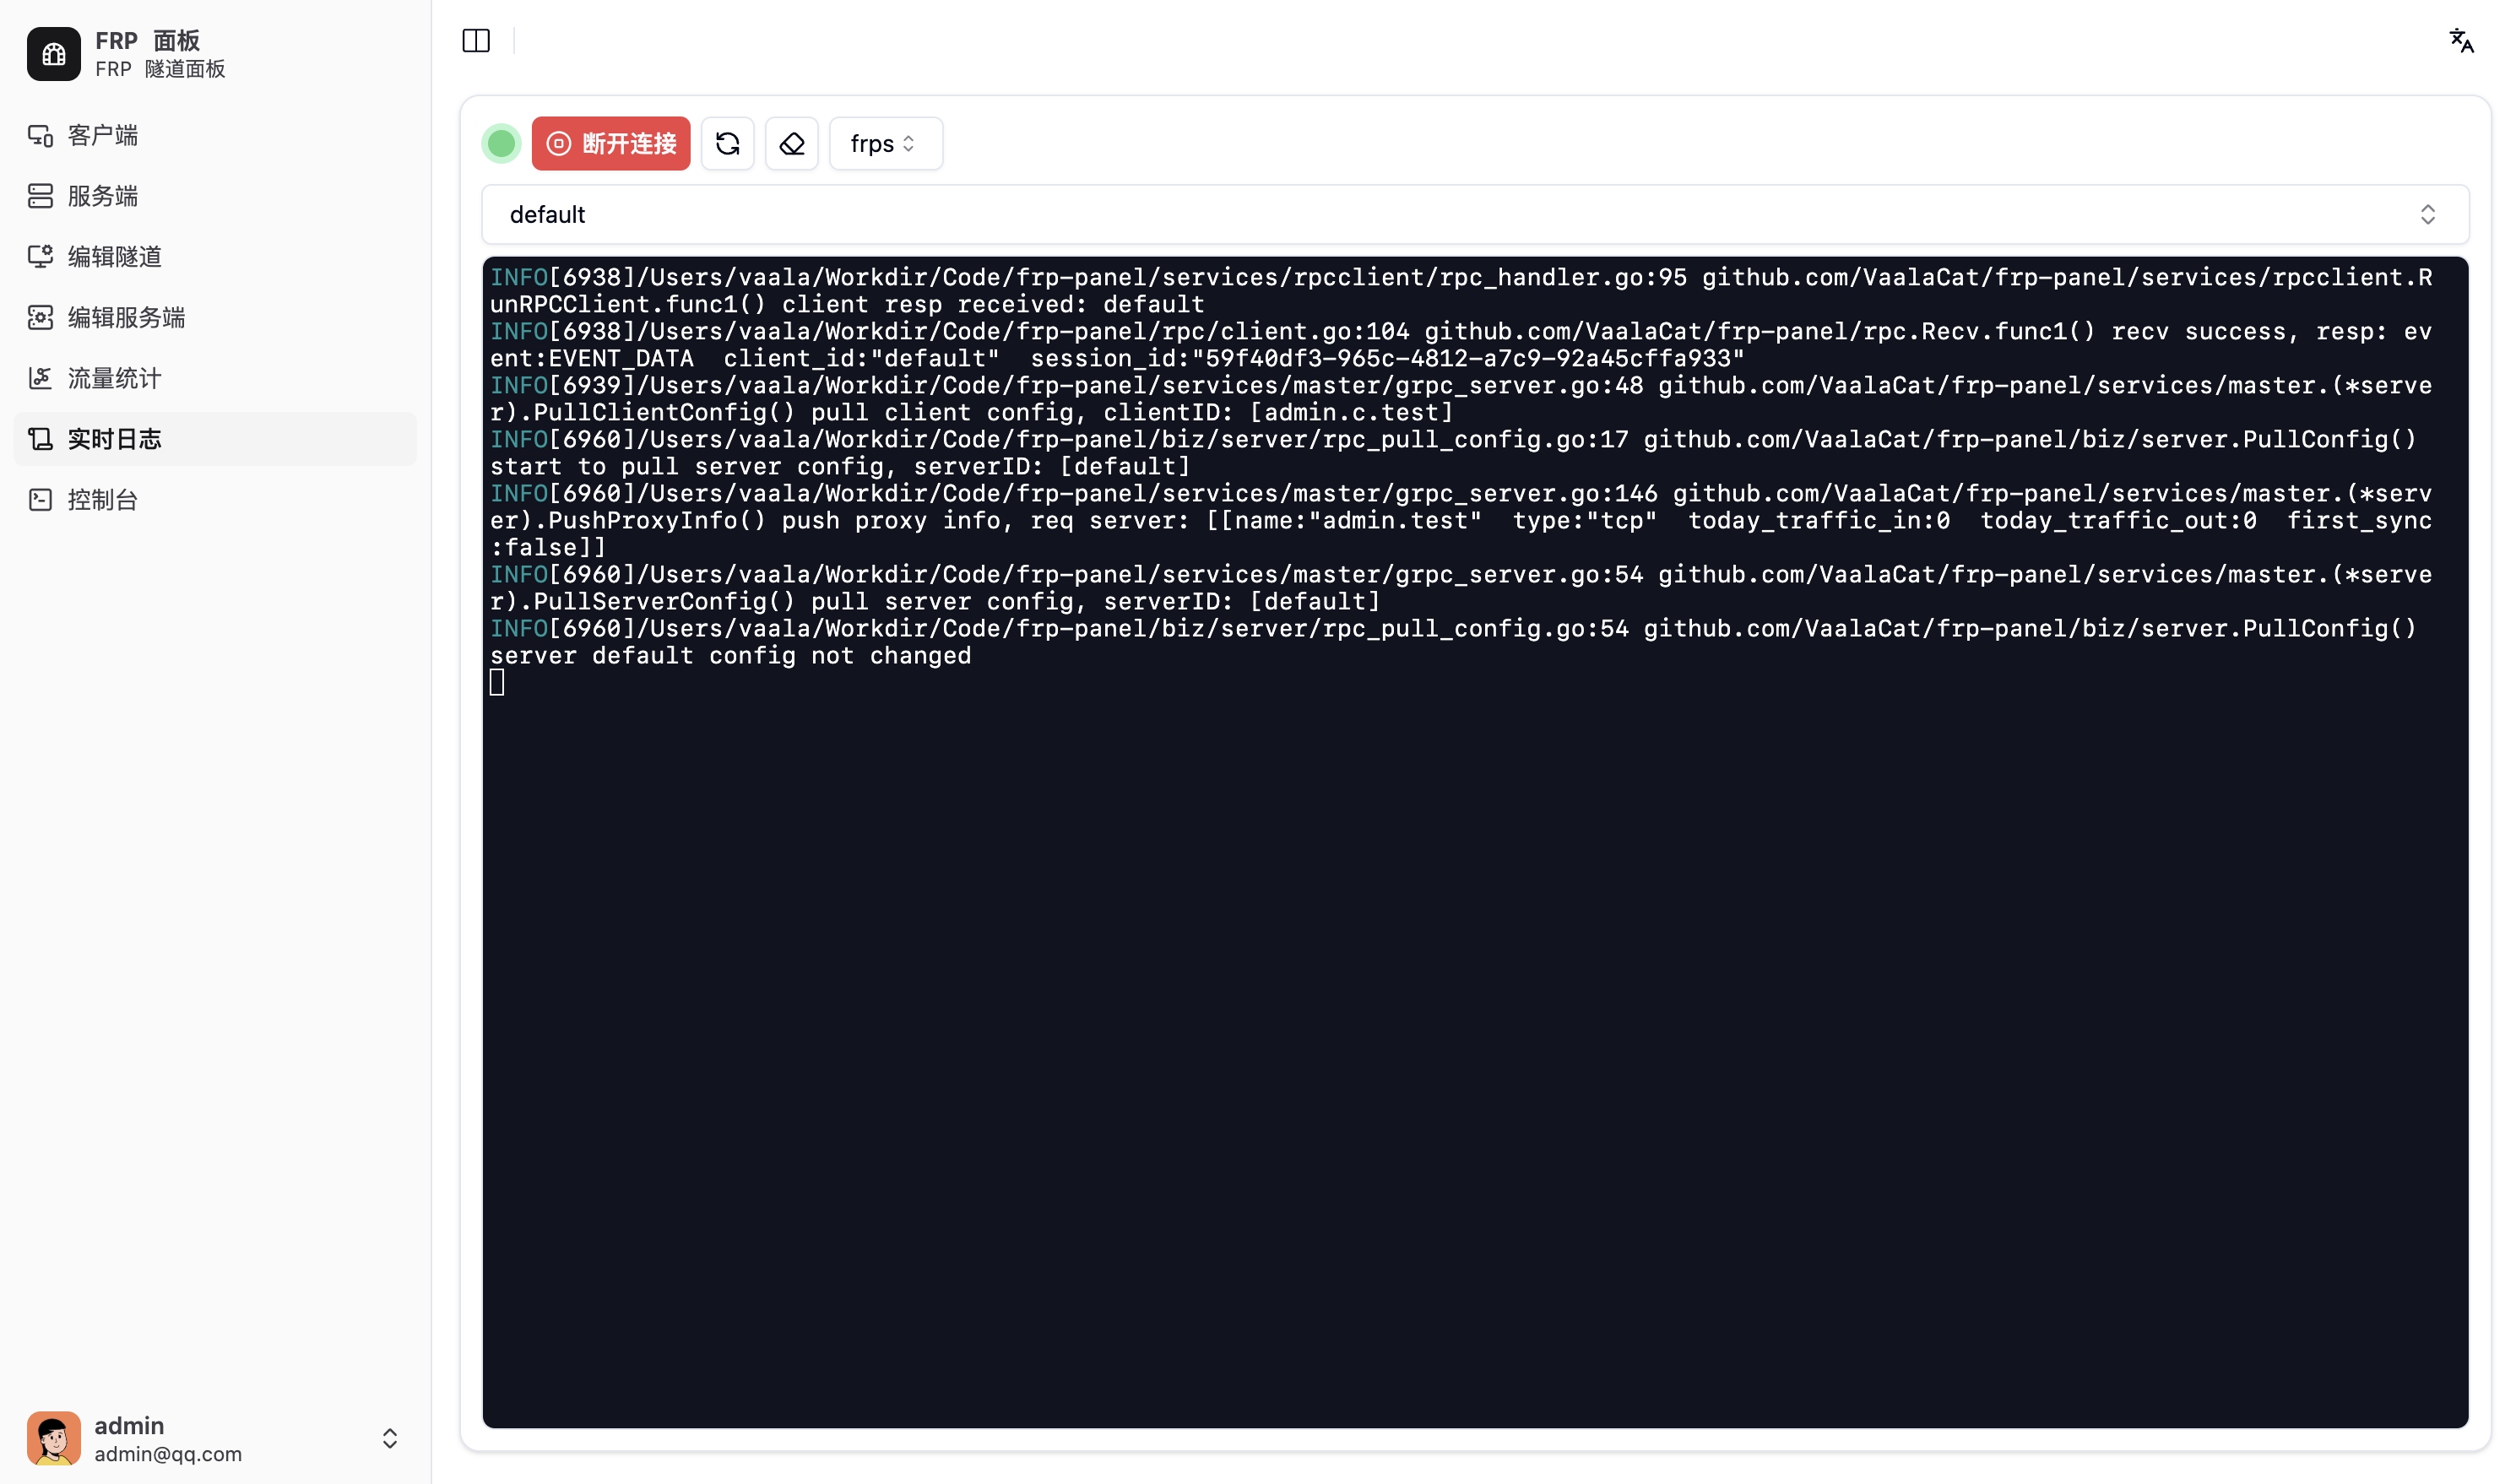 FRP 面板
FRP 隧道面板
客户端
服务端
编辑隧道
编辑服务端
流量统计
实时日志
控制台
admin
admin@qq.com
断开连接
frps
default
INFO[6938]/Users/vaala/Workdir/Code/frp-panel/services/rpcclient/rpc_handler.go:95 github.com/VaalaCat/frp-panel/services/rpcclient.R
unRPCClient.func1() client resp received: default
INFO[6938]/Users/vaala/Workdir/Code/frp-panel/rpc/client.go:104 github.com/VaalaCat/frp-panel/rpc.Recv.func1() recv success, resp: ev
ent:EVENT_DATA  client_id:"default"  session_id:"59f40df3-965c-4812-a7c9-92a45cffa933"
INFO[6939]/Users/vaala/Workdir/Code/frp-panel/services/master/grpc_server.go:48 github.com/VaalaCat/frp-panel/services/master.(*serve
r).PullClientConfig() pull client config, clientID: [admin.c.test]
INFO[6960]/Users/vaala/Workdir/Code/frp-panel/biz/server/rpc_pull_config.go:17 github.com/VaalaCat/frp-panel/biz/server.PullConfig()
start to pull server config, serverID: [default]
INFO[6960]/Users/vaala/Workdir/Code/frp-panel/services/master/grpc_server.go:146 github.com/VaalaCat/frp-panel/services/master.(*serv
er).PushProxyInfo() push proxy info, req server: [[name:"admin.test"  type:"tcp"  today_traffic_in:0  today_traffic_out:0  first_sync
:false]]
INFO[6960]/Users/vaala/Workdir/Code/frp-panel/services/master/grpc_server.go:54 github.com/VaalaCat/frp-panel/services/master.(*serve
r).PullServerConfig() pull server config, serverID: [default]
INFO[6960]/Users/vaala/Workdir/Code/frp-panel/biz/server/rpc_pull_config.go:54 github.com/VaalaCat/frp-panel/biz/server.PullConfig()
server default config not changed